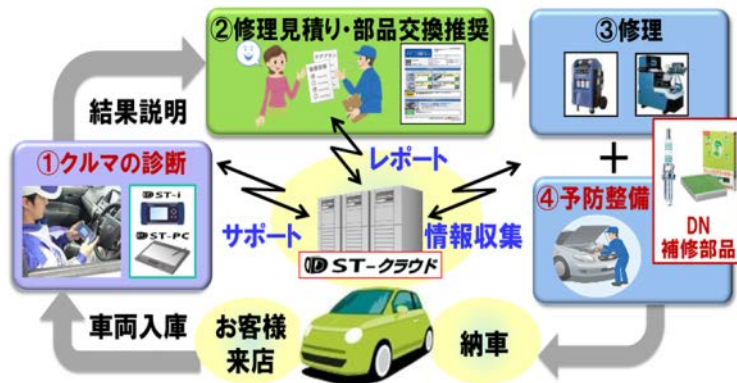 ②修理見積り・部品交換推奨
③修理
結果説明
①クルマの診断
DST-i
DST-PC
レポート
サポート
情報収集
DST-クラウド
+
④予防整備
DN
補修部品
車両入庫
お客様
来店
納車